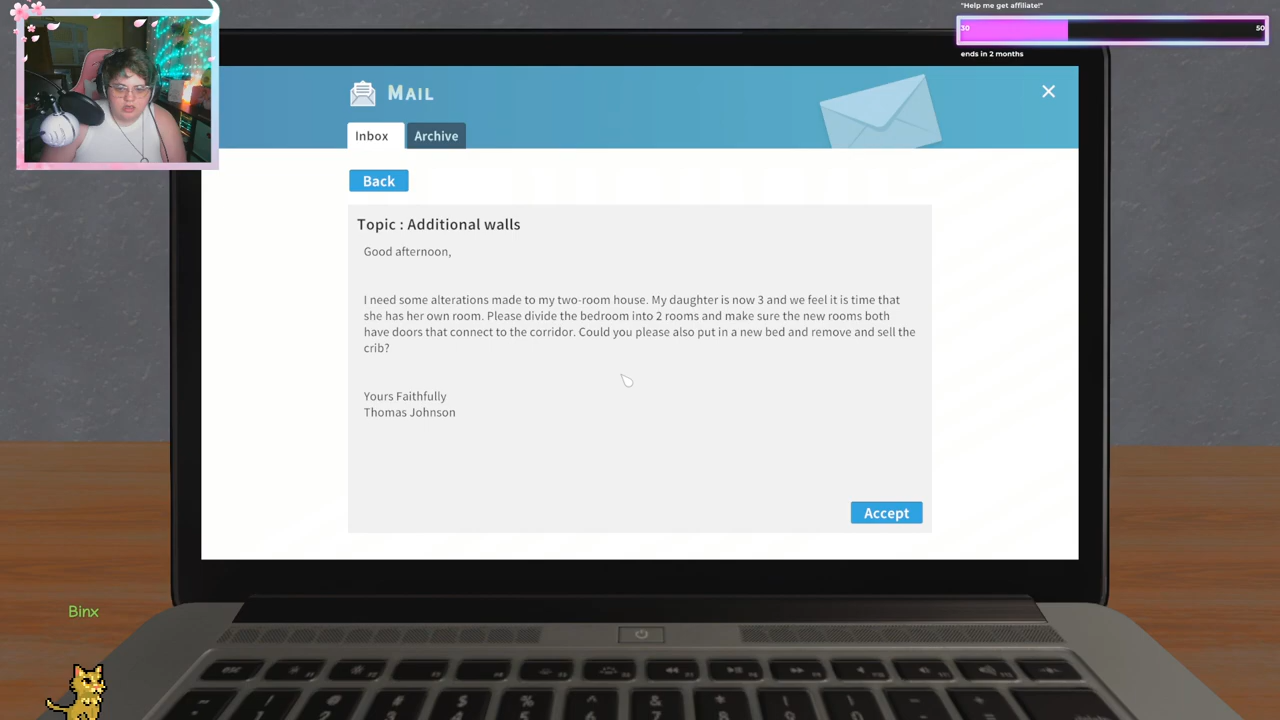 "Help me get affiliate!"
30
50
ends in 2 months
MAIL
Inbox
Archive
Back
Topic : Additional walls
Good afternoon,
I need some alterations made to my two-room house. My daughter is now 3 and we feel it is time that
she has her own room. Please divide the bedroom into 2 rooms and make sure the new rooms both
have doors that connect to the corridor. Could you please also put in a new bed and remove and sell the
crib?
Yours Faithfully
Thomas Johnson
Accept
Binx
esc